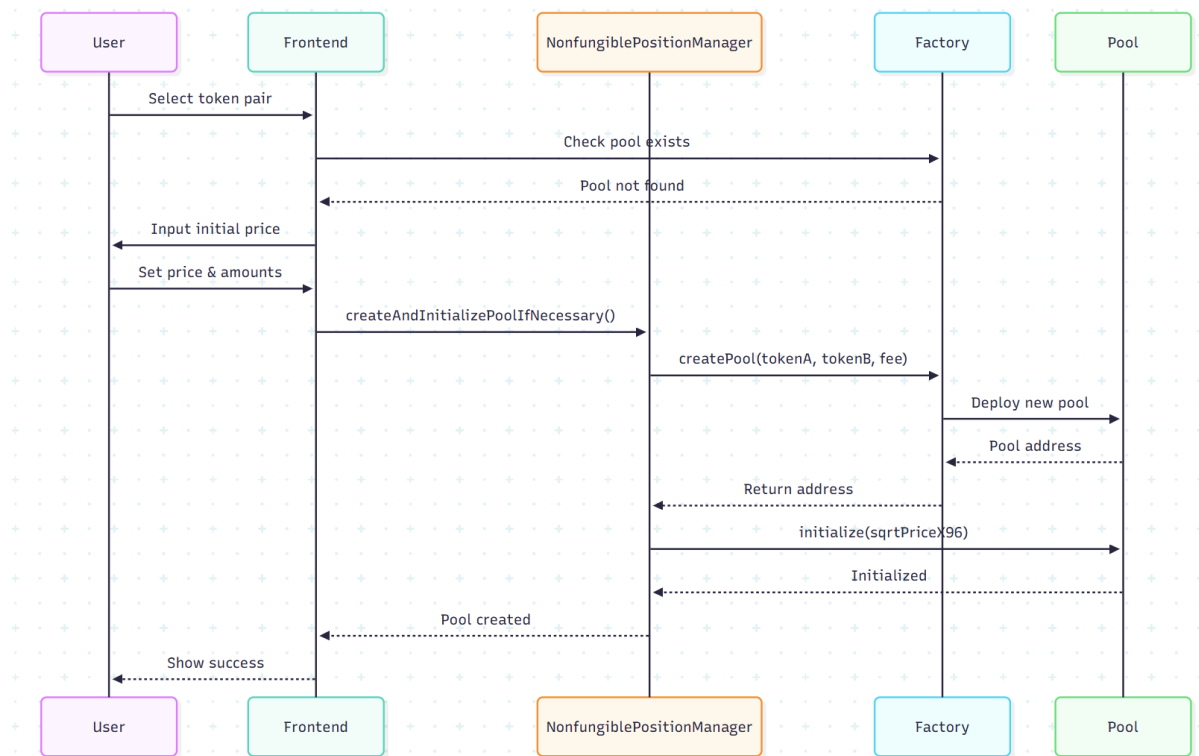 User
Frontend
NonfungiblePositionManager
Factory
Pool
Select token pair
Check pool exists
Pool not found
Input initial price
Set price & amounts
createAndInitializePoolIfNecessary()
createPool(tokenA, tokenB, fee)
Deploy new pool
Pool address
Return address
initialize(sqrtPriceX96)
Initialized
Pool created
Show success
User
Frontend
NonfungiblePositionManager
Factory
Pool